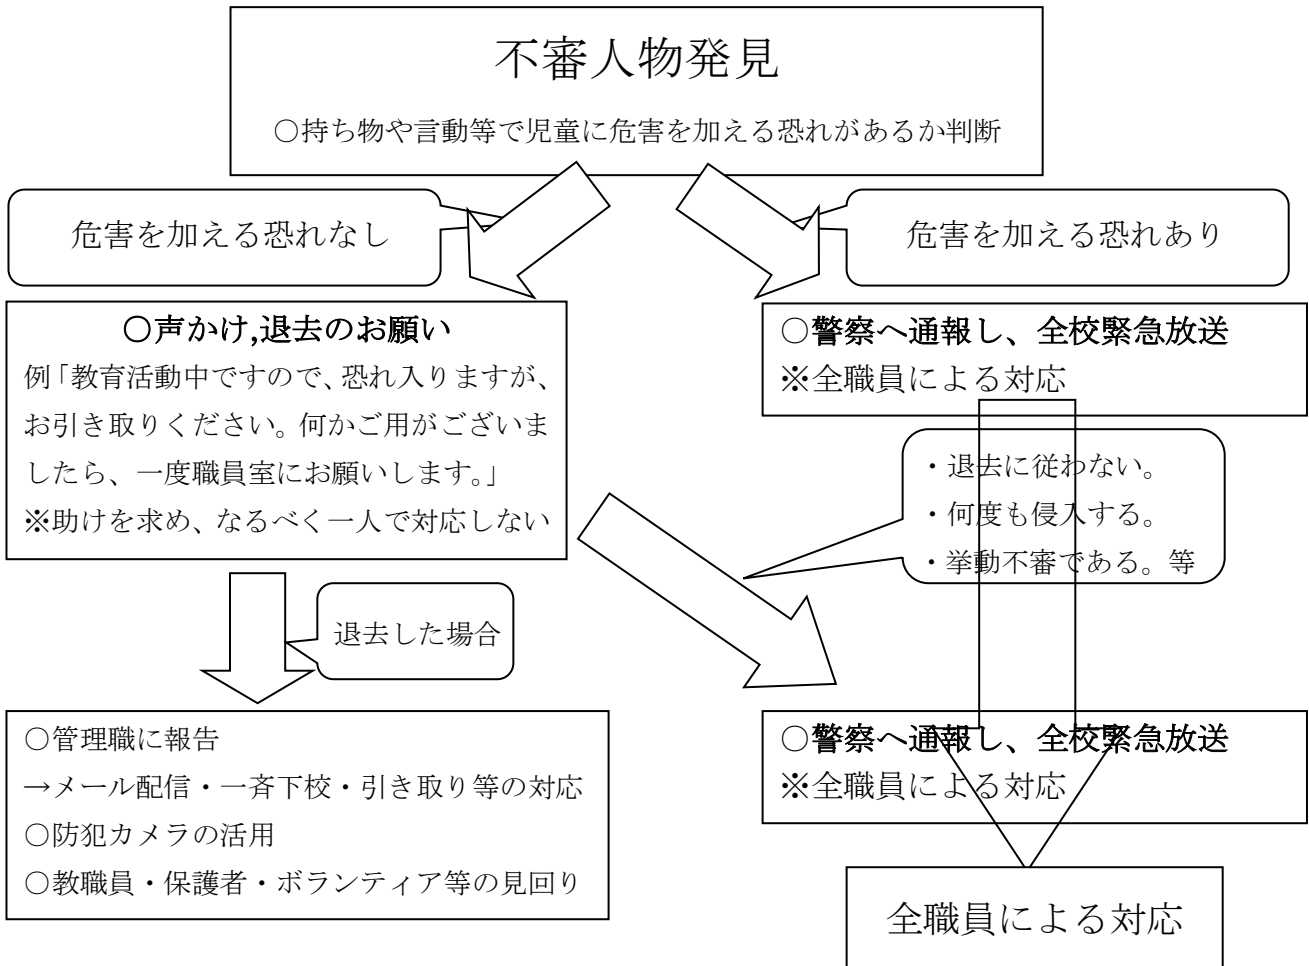 不審人物発見
○持ち物や言動等で児童に危害を加える恐れがあるか判断
危害を加える恐れなし
危害を加える恐れあり
○声かけ,退去のお願い
例「教育活動中ですので、恐れ入りますが、
お引き取りください。何かご用がございま
したら、一度職員室にお願いします。」
※助けを求め、なるべく一人で対応しない
○警察へ通報し、全校緊急放送
※全職員による対応
・退去に従わない。
・何度も侵入する。
・挙動不審である。等
退去した場合
○管理職に報告
→メール配信・一斉下校・引き取り等の対応
○防犯カメラの活用
○教職員・保護者・ボランティア等の見回り
○警察へ通報し、全校緊急放送
※全職員による対応
全職員による対応